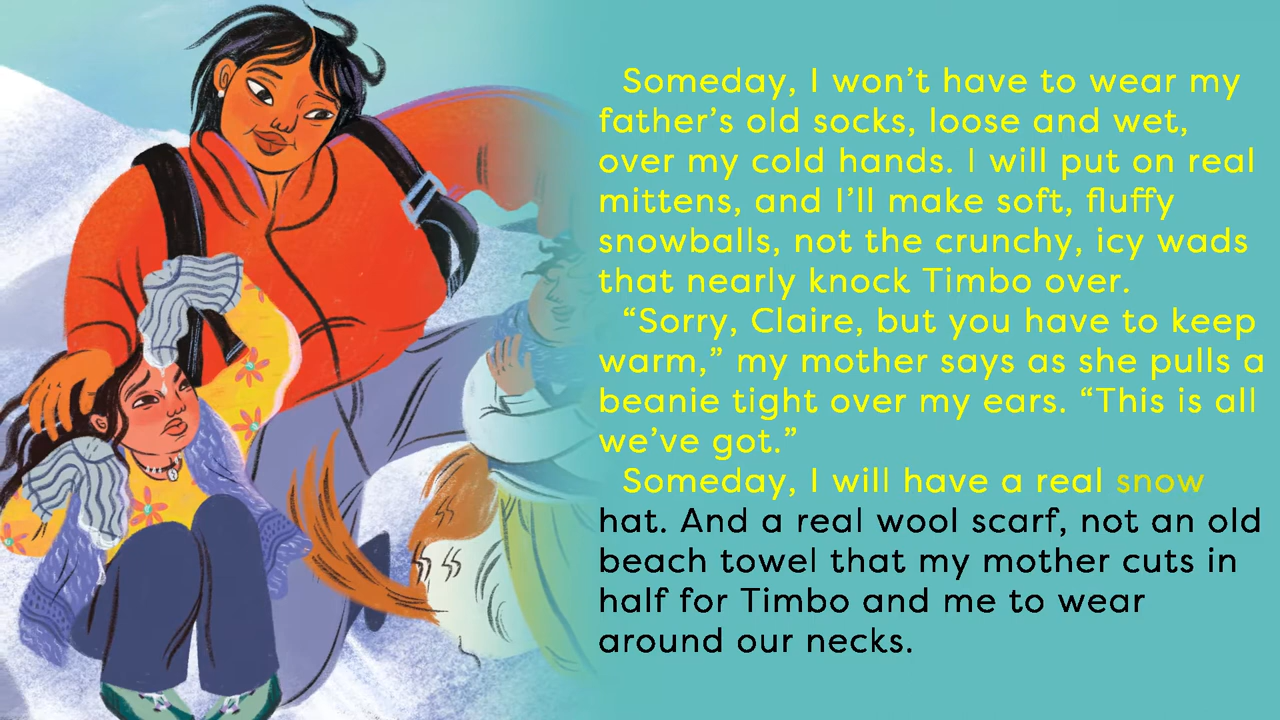 Someday, I won’t have to wear my
father’s old socks, loose and wet,
over my cold hands. I will put on real
mittens, and I’ll make soft, fluffy
snowballs, not the crunchy, icy wads
that nearly knock Timbo over.
“Sorry, Claire, but you have to keep
warm,” my mother says as she pulls a
beanie tight over my ears. “This is all
we’ve got.”
Someday, I will have a real snow
hat. And a real wool scarf, not an old
beach towel that my mother cuts in
half for Timbo and me to wear
around our necks.